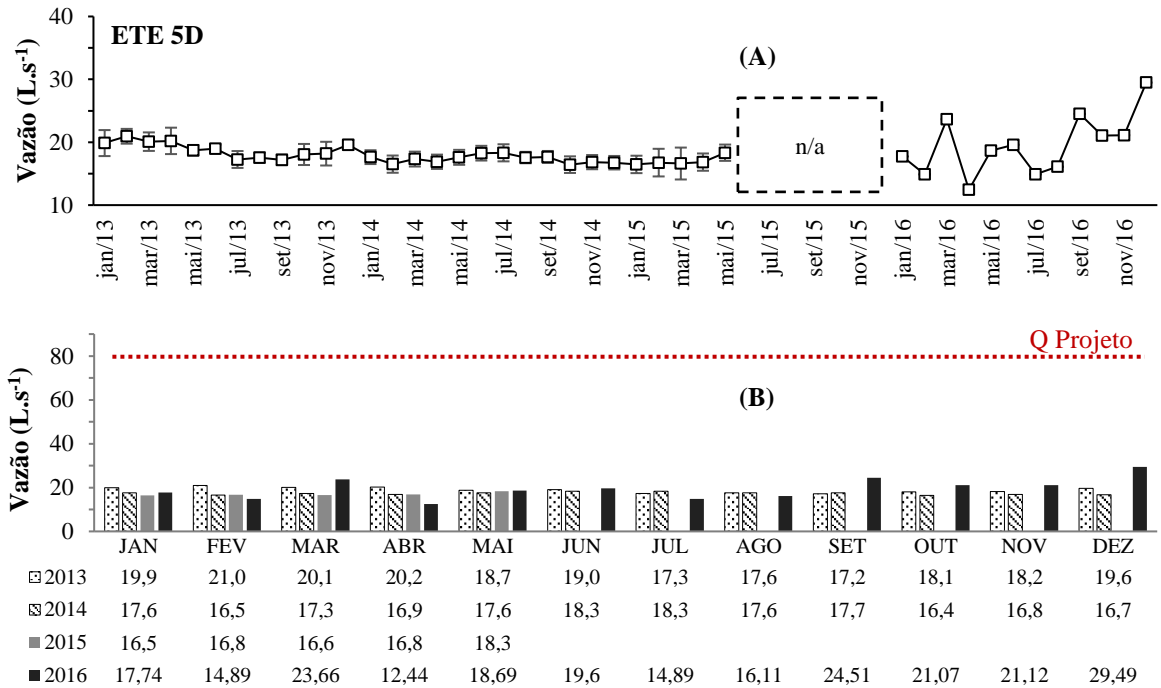 ETE 5D
(A)
Vazão (L.s⁻¹)
40
30
20
10
n/a
jan/13 mar/13 mai/13 jul/13 set/13 nov/13 jan/14 mar/14 mai/14 jul/14 set/14 nov/14 jan/15 mar/15 mai/15 jul/15 set/15 nov/15 jan/16 mar/16 mai/16 jul/16 set/16 nov/16
Q Projeto
(B)
Vazão (L.s⁻¹)
80
60
40
20
0
JAN FEV MAR ABR MAI JUN JUL AGO SET OUT NOV DEZ
2013 19,9 21,0 20,1 20,2 18,7 19,0 17,3 17,6 17,2 18,1 18,2 19,6
2014 17,6 16,5 17,3 16,9 17,6 18,3 18,3 17,6 17,7 16,4 16,8 16,7
2015 16,5 16,8 16,6 16,8 18,3
2016 17,74 14,89 23,66 12,44 18,69 19,6 14,89 16,11 24,51 21,07 21,12 29,49